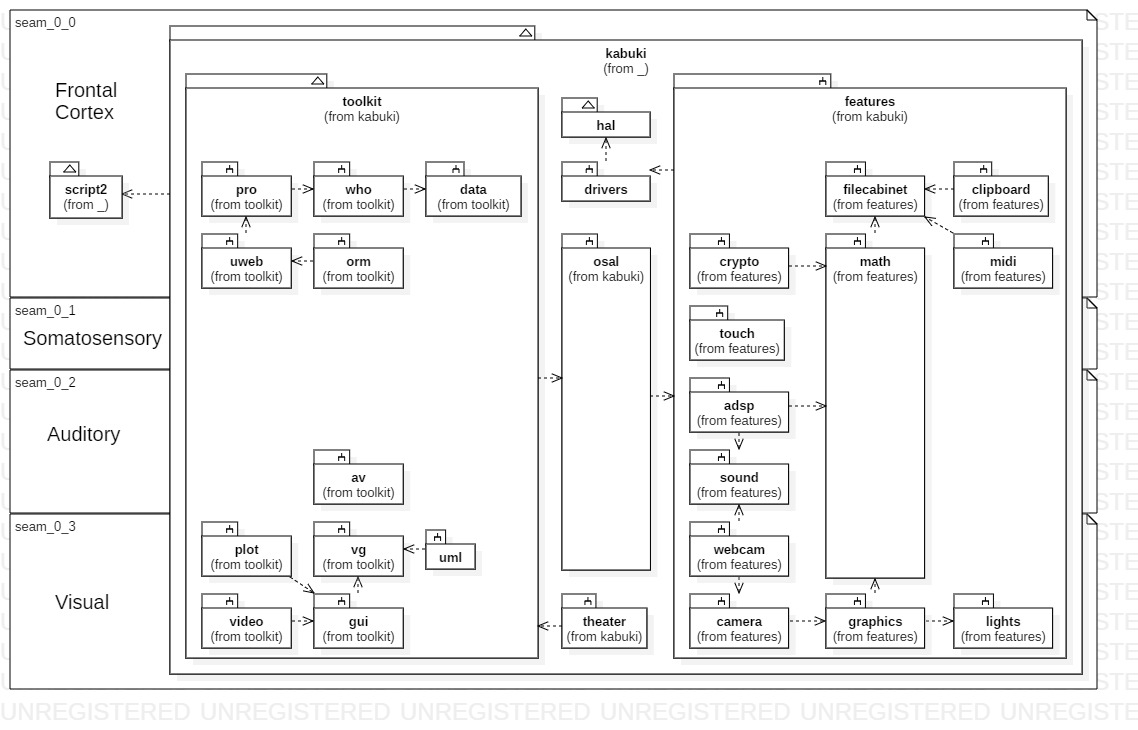 seam_0_0
Frontal
Cortex
kabuki
(from _)
toolkit
(from kabuki)
features
(from kabuki)
hal
drivers
script2
(from _)
pro
(from toolkit)
who
(from toolkit)
data
(from toolkit)
filecabinet
(from features)
clipboard
(from features)
uweb
(from toolkit)
orm
(from toolkit)
osal
(from kabuki)
crypto
(from features)
math
(from features)
midi
(from features)
seam_0_1
Somatosensory
touch
(from features)
seam_0_2
Auditory
adsp
(from features)
av
(from toolkit)
sound
(from features)
seam_0_3
Visual
plot
(from toolkit)
vg
(from toolkit)
uml
webcam
(from features)
video
(from toolkit)
gui
(from toolkit)
theater
(from kabuki)
camera
(from features)
graphics
(from features)
lights
(from features)
UNREGISTERED UNREGISTERED UNREGISTERED UNREGISTERED UNREGISTERED UNREGISTE